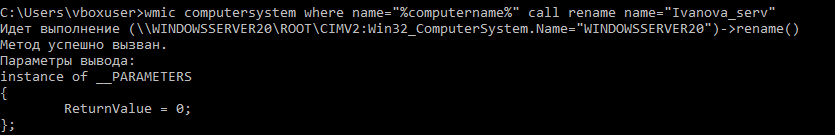 C:\Users\vboxuser>wmic computersystem where name="%computername%" call rename name="Ivanova_serv"
Идет выполнение (\\WINDOWSSERVER20\ROOT\CIMV2:Win32_ComputerSystem.Name="WINDOWSSERVER20")->rename()
Метод успешно вызван.
Параметры вывода:
instance of __PARAMETERS
{
        ReturnValue = 0;
};